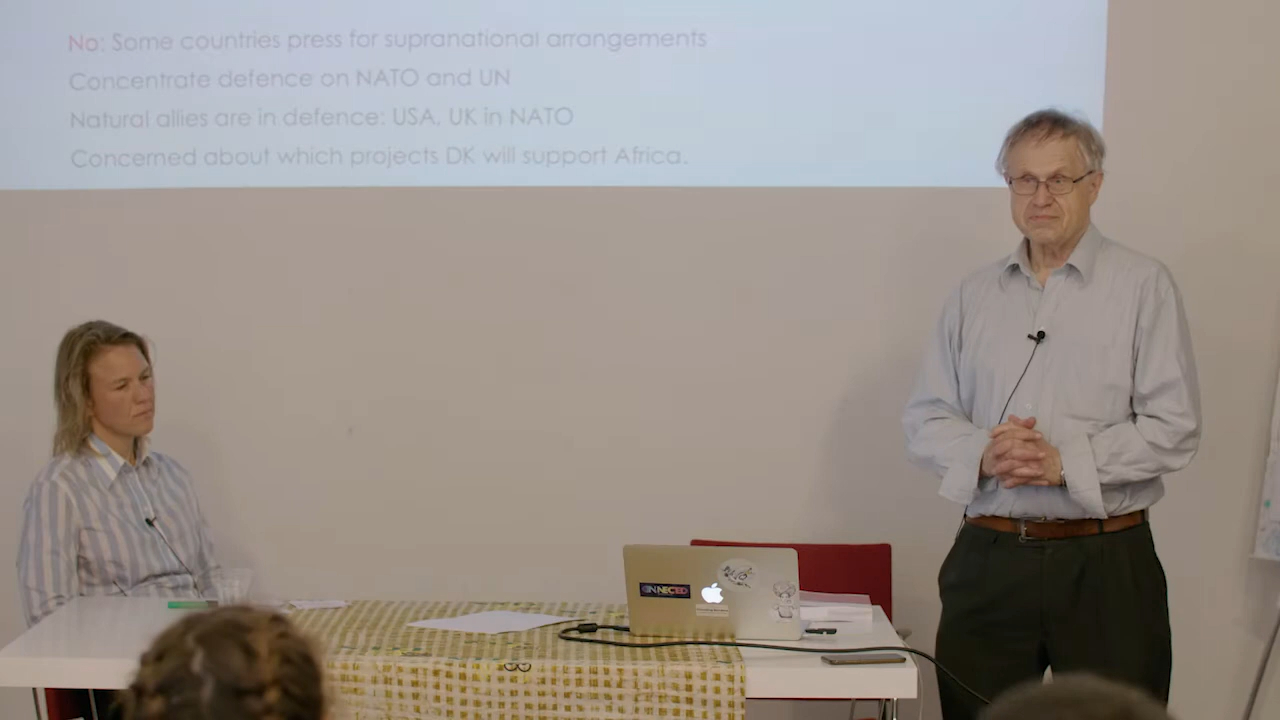 No: Some countries press for supranational arrangements
Concentrate defence on NATO and UN
Natural allies are in defence: USA, UK in NATO
Concerned about which projects DK will support Africa.